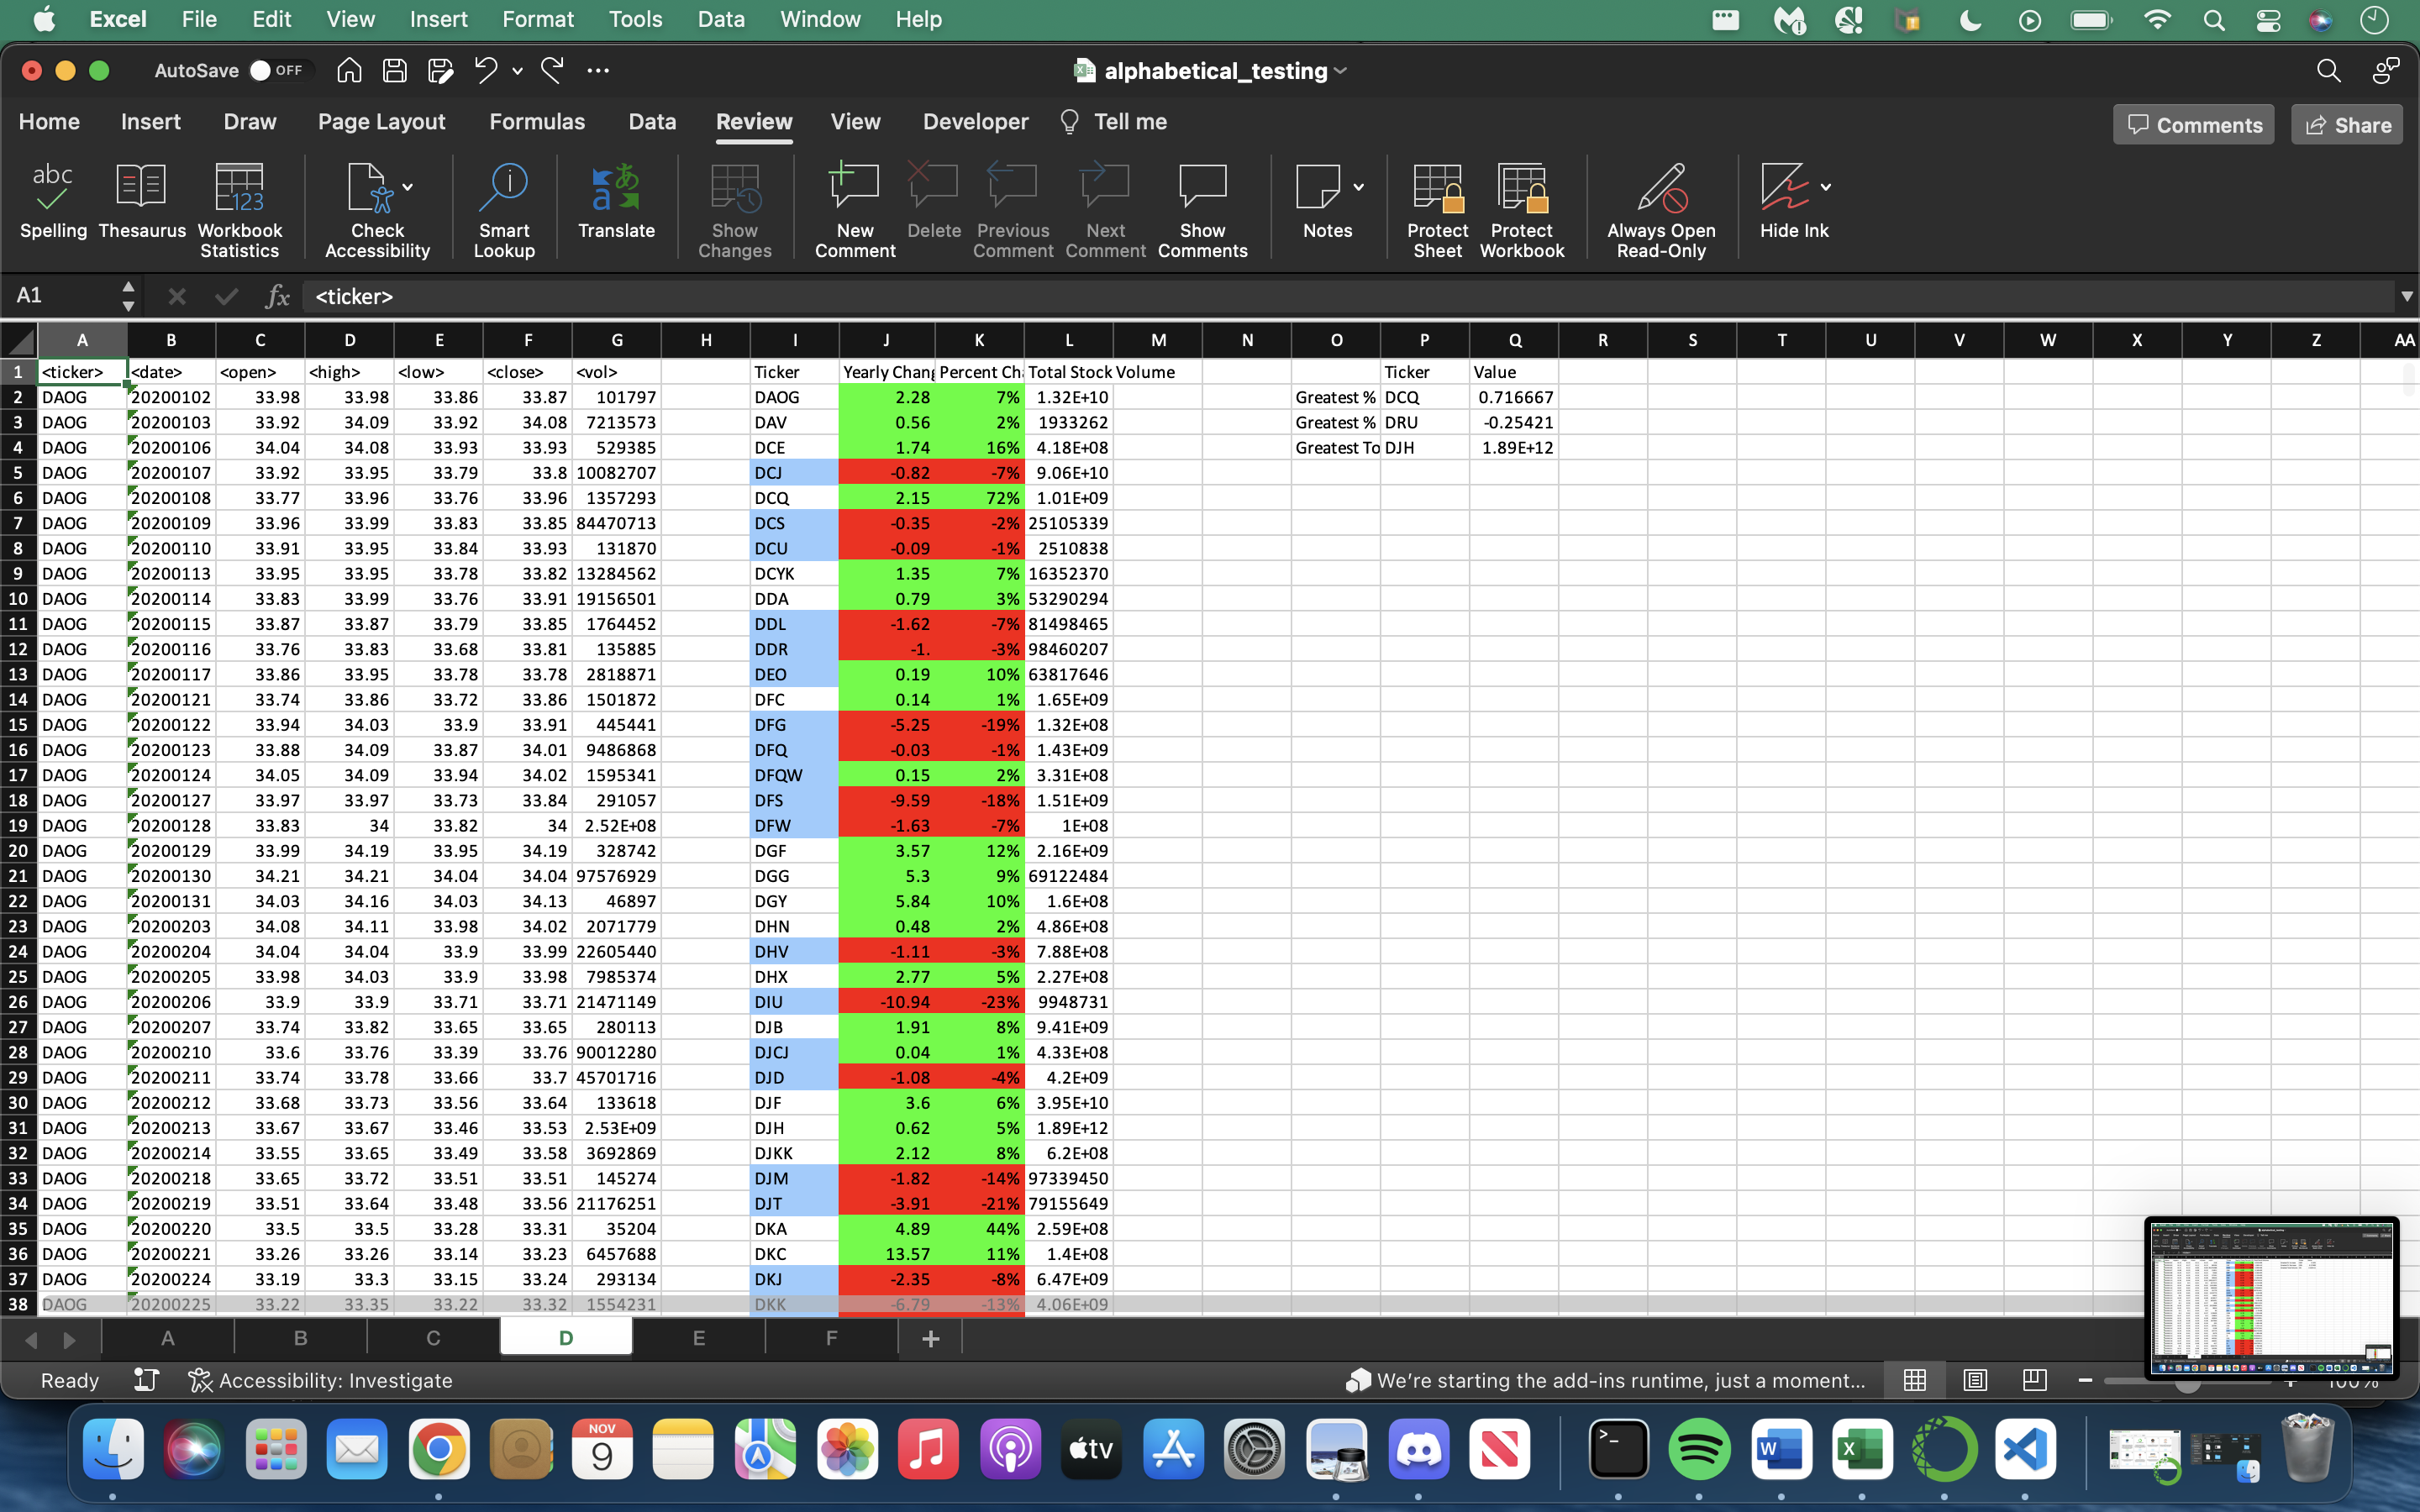 Excel File Edit View Insert Format Tools Data Window Help
AutoSave OFF alphabetical_testing
Home Insert Draw Page Layout Formulas Data Review View Developer Tell me Comments Share
Spelling Thesaurus Workbook Statistics Check Accessibility Smart Lookup Translate Show Changes New Comment Delete Previous Comment Next Comment Show Comments Notes Protect Sheet Protect Workbook Always Open Read-Only Hide Ink
A1 fx <ticker>
A B C D E F G H I J K L M N O P Q R S T U V W X Y Z AA
1 <ticker> <date> <open> <high> <low> <close> <vol> Ticker Yearly Chang Percent Ch Total Stock Volume Ticker Value
2 DAOG 20200102 33.98 33.98 33.86 33.87 101797 DAOG 2.28 7% 1.32E+10 Greatest % DCQ 0.716667
3 DAOG 20200103 33.92 34.09 33.92 34.08 7213573 DAV 0.56 2% 1933262 Greatest % DRU -0.25421
4 DAOG 20200106 34.04 34.08 33.93 33.93 529385 DCE 1.74 16% 4.18E+08 Greatest To DJH 1.89E+12
5 DAOG 20200107 33.92 33.95 33.79 33.8 10082707 DCJ -0.82 -7% 9.06E+10
6 DAOG 20200108 33.77 33.96 33.76 33.96 1357293 DCQ 2.15 72% 1.01E+09
7 DAOG 20200109 33.96 33.99 33.83 33.85 84470713 DCS -0.35 -2% 25105339
8 DAOG 20200110 33.91 33.95 33.84 33.93 131870 DCU -0.09 -1% 2510838
9 DAOG 20200113 33.95 33.95 33.78 33.82 13284562 DCYK 1.35 7% 16352370
10 DAOG 20200114 33.83 33.99 33.76 33.91 19156501 DDA 0.79 3% 53290294
11 DAOG 20200115 33.87 33.87 33.79 33.85 1764452 DDL -1.62 -7% 81498465
12 DAOG 20200116 33.76 33.83 33.68 33.81 135885 DDR -1. -3% 98460207
13 DAOG 20200117 33.86 33.95 33.78 33.78 2818871 DEO 0.19 10% 63817646
14 DAOG 20200121 33.74 33.86 33.72 33.86 1501872 DFC 0.14 1% 1.65E+09
15 DAOG 20200122 33.94 34.03 33.9 33.91 445441 DFG -5.25 -19% 1.32E+08
16 DAOG 20200123 33.88 34.09 33.87 34.01 9486868 DFQ -0.03 -1% 1.43E+09
17 DAOG 20200124 34.05 34.09 33.94 34.02 1595341 DFQW 0.15 2% 3.31E+08
18 DAOG 20200127 33.97 33.97 33.73 33.84 291057 DFS -9.59 -18% 1.51E+09
19 DAOG 20200128 33.83 34 33.82 34 2.52E+08 DFW -1.63 -7% 1E+08
20 DAOG 20200129 33.99 34.19 33.95 34.19 328742 DGF 3.57 12% 2.16E+09
21 DAOG 20200130 34.21 34.21 34.04 34.04 97576929 DGG 5.3 9% 69122484
22 DAOG 20200131 34.03 34.16 34.03 34.13 46897 DGY 5.84 10% 1.6E+08
23 DAOG 20200203 34.08 34.11 33.98 34.02 2071779 DHN 0.48 2% 4.86E+08
24 DAOG 20200204 34.04 34.04 33.9 33.99 22605440 DHV -1.11 -3% 7.88E+08
25 DAOG 20200205 33.98 34.03 33.9 33.98 7985374 DHX 2.77 5% 2.27E+08
26 DAOG 20200206 33.9 33.9 33.71 33.71 21471149 DIU -10.94 -23% 9948731
27 DAOG 20200207 33.74 33.82 33.65 33.65 280113 DJB 1.91 8% 9.41E+09
28 DAOG 20200210 33.6 33.76 33.39 33.76 90012280 DJCJ 0.04 1% 4.33E+08
29 DAOG 20200211 33.74 33.78 33.66 33.7 45701716 DJD -1.08 -4% 4.2E+09
30 DAOG 20200212 33.68 33.73 33.56 33.64 133618 DJF 3.6 6% 3.95E+10
31 DAOG 20200213 33.67 33.67 33.46 33.53 2.53E+09 DJH 0.62 5% 1.89E+12
32 DAOG 20200214 33.55 33.65 33.49 33.58 3692869 DJKK 2.12 8% 6.2E+08
33 DAOG 20200218 33.65 33.72 33.51 33.51 145274 DJM -1.82 -14% 97339450
34 DAOG 20200219 33.51 33.64 33.48 33.56 21176251 DJT -3.91 -21% 79155649
35 DAOG 20200220 33.5 33.5 33.28 33.31 35204 DKA 4.89 44% 2.59E+08
36 DAOG 20200221 33.26 33.26 33.14 33.23 6457688 DKC 13.57 11% 1.4E+08
37 DAOG 20200224 33.19 33.3 33.15 33.24 293134 DKJ -2.35 -8% 6.47E+09
38 DAOG 20200225 33.22 33.35 33.22 33.32 1554231 DKK -6.79 -13% 4.06E+09
A B C D E F +
Ready Accessibility: Investigate We're starting the add-ins runtime, just a moment... 100%
NOV
9
tv